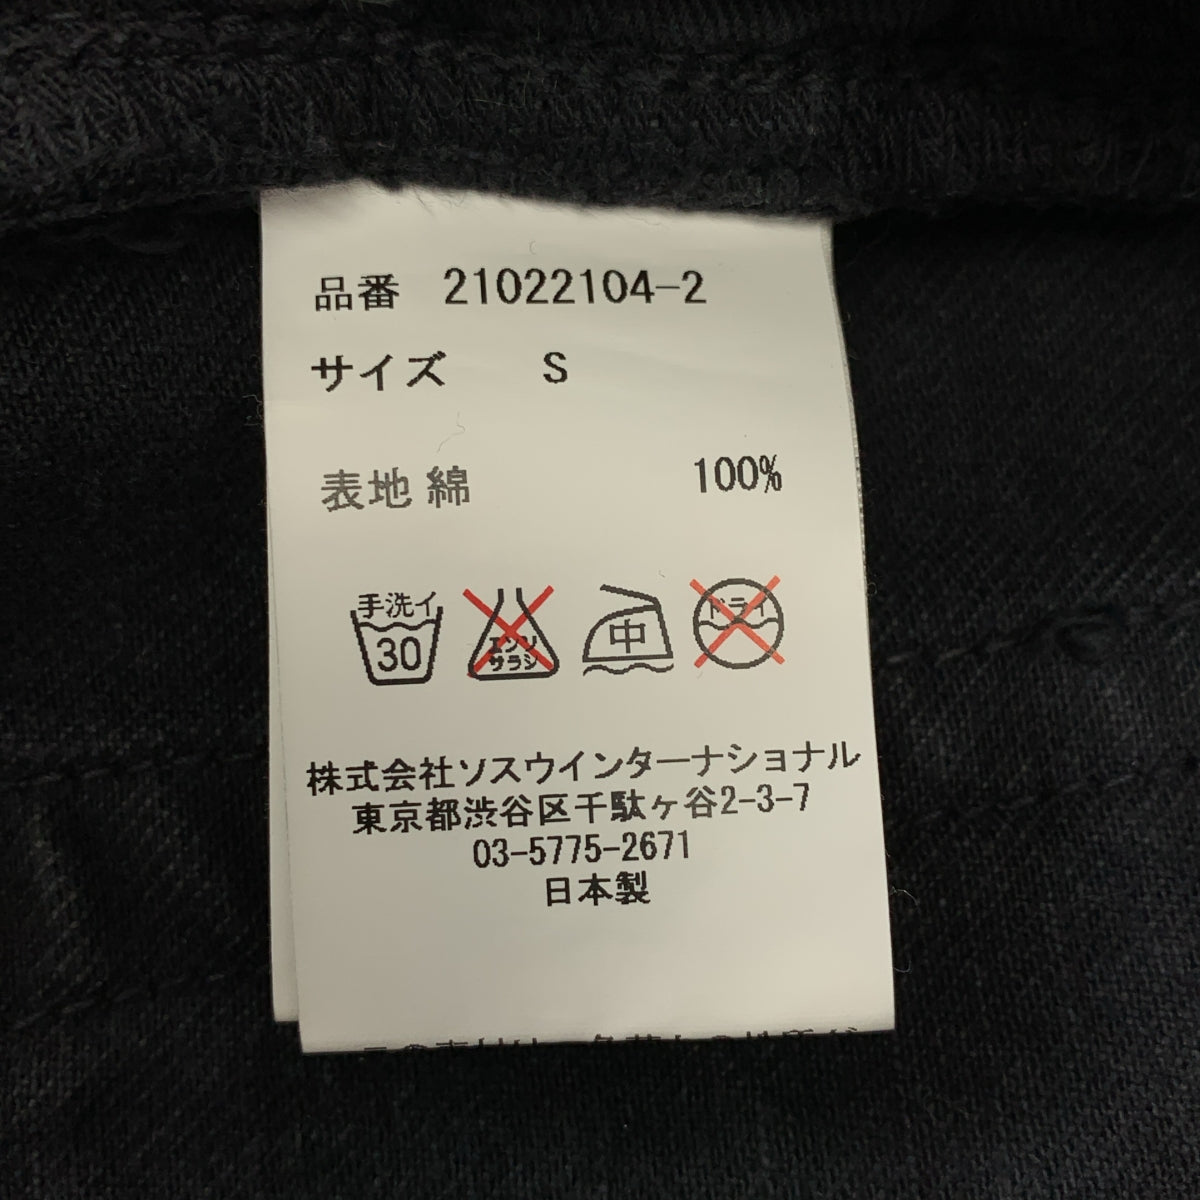 品番 21022104-2
サイズ S
表地 綿 100%
手洗イ 30 エンソサラシ 中 ドライ
株式会社ソスウインターナショナル
東京都渋谷区千駄ヶ谷2-3-7
03-5775-2671
日本製